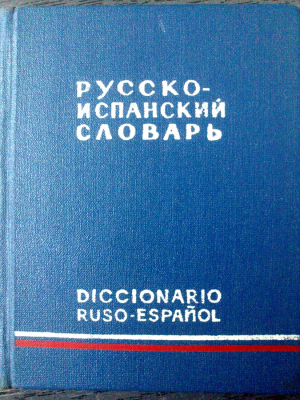 РУССКО-
ИСПАНСКИЙ
СЛОВАРЬ
DICCIONARIO
RUSO-ESPAÑOL